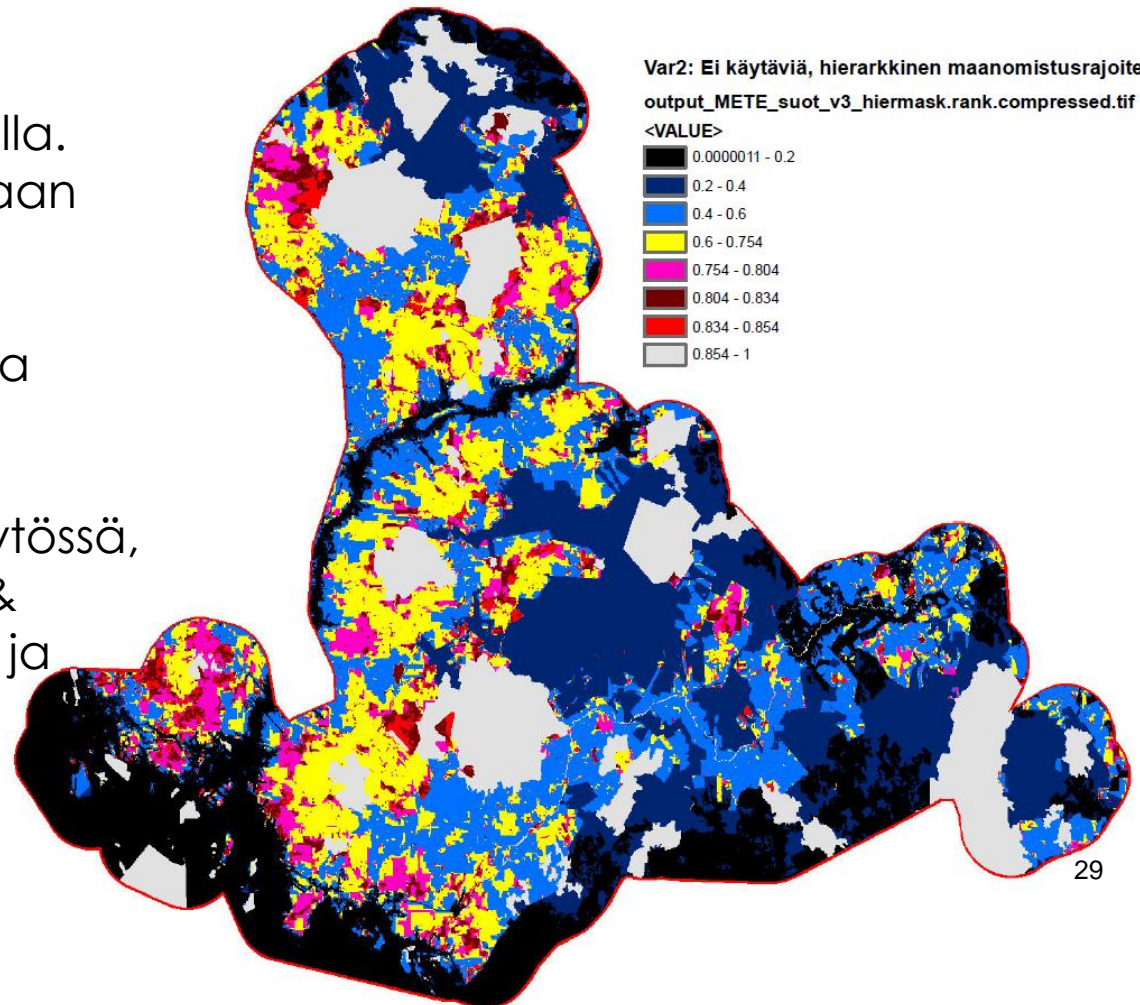 lla.
aan
a
ytössä,
&
ja
Var2: Ei käytäviä, hierarkkinen maanomistusrajoite
output_METE_suot_v3_hiermask.rank.compressed.tif
<VALUE>
0.0000011 - 0.2
0.2 - 0.4
0.4 - 0.6
0.6 - 0.754
0.754 - 0.804
0.804 - 0.834
0.834 - 0.854
0.854 - 1
29